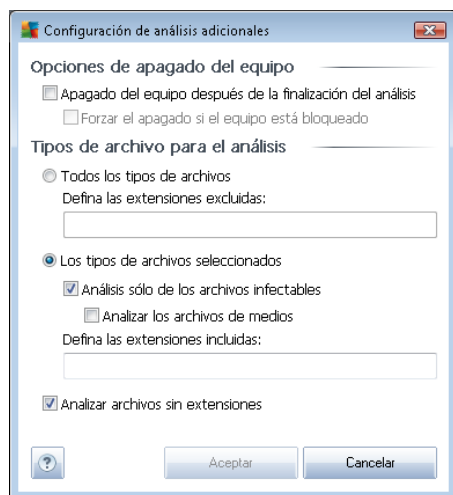 Configuración de análisis adicionales
Opciones de apagado del equipo
Apagado del equipo después de la finalización del análisis
Forzar el apagado si el equipo está bloqueado
Tipos de archivo para el análisis
Todos los tipos de archivos
Defina las extensiones excluidas:
Los tipos de archivos seleccionados
Análisis sólo de los archivos infectables
Analizar los archivos de medios
Defina las extensiones incluidas:
Analizar archivos sin extensiones
?
Aceptar
Cancelar